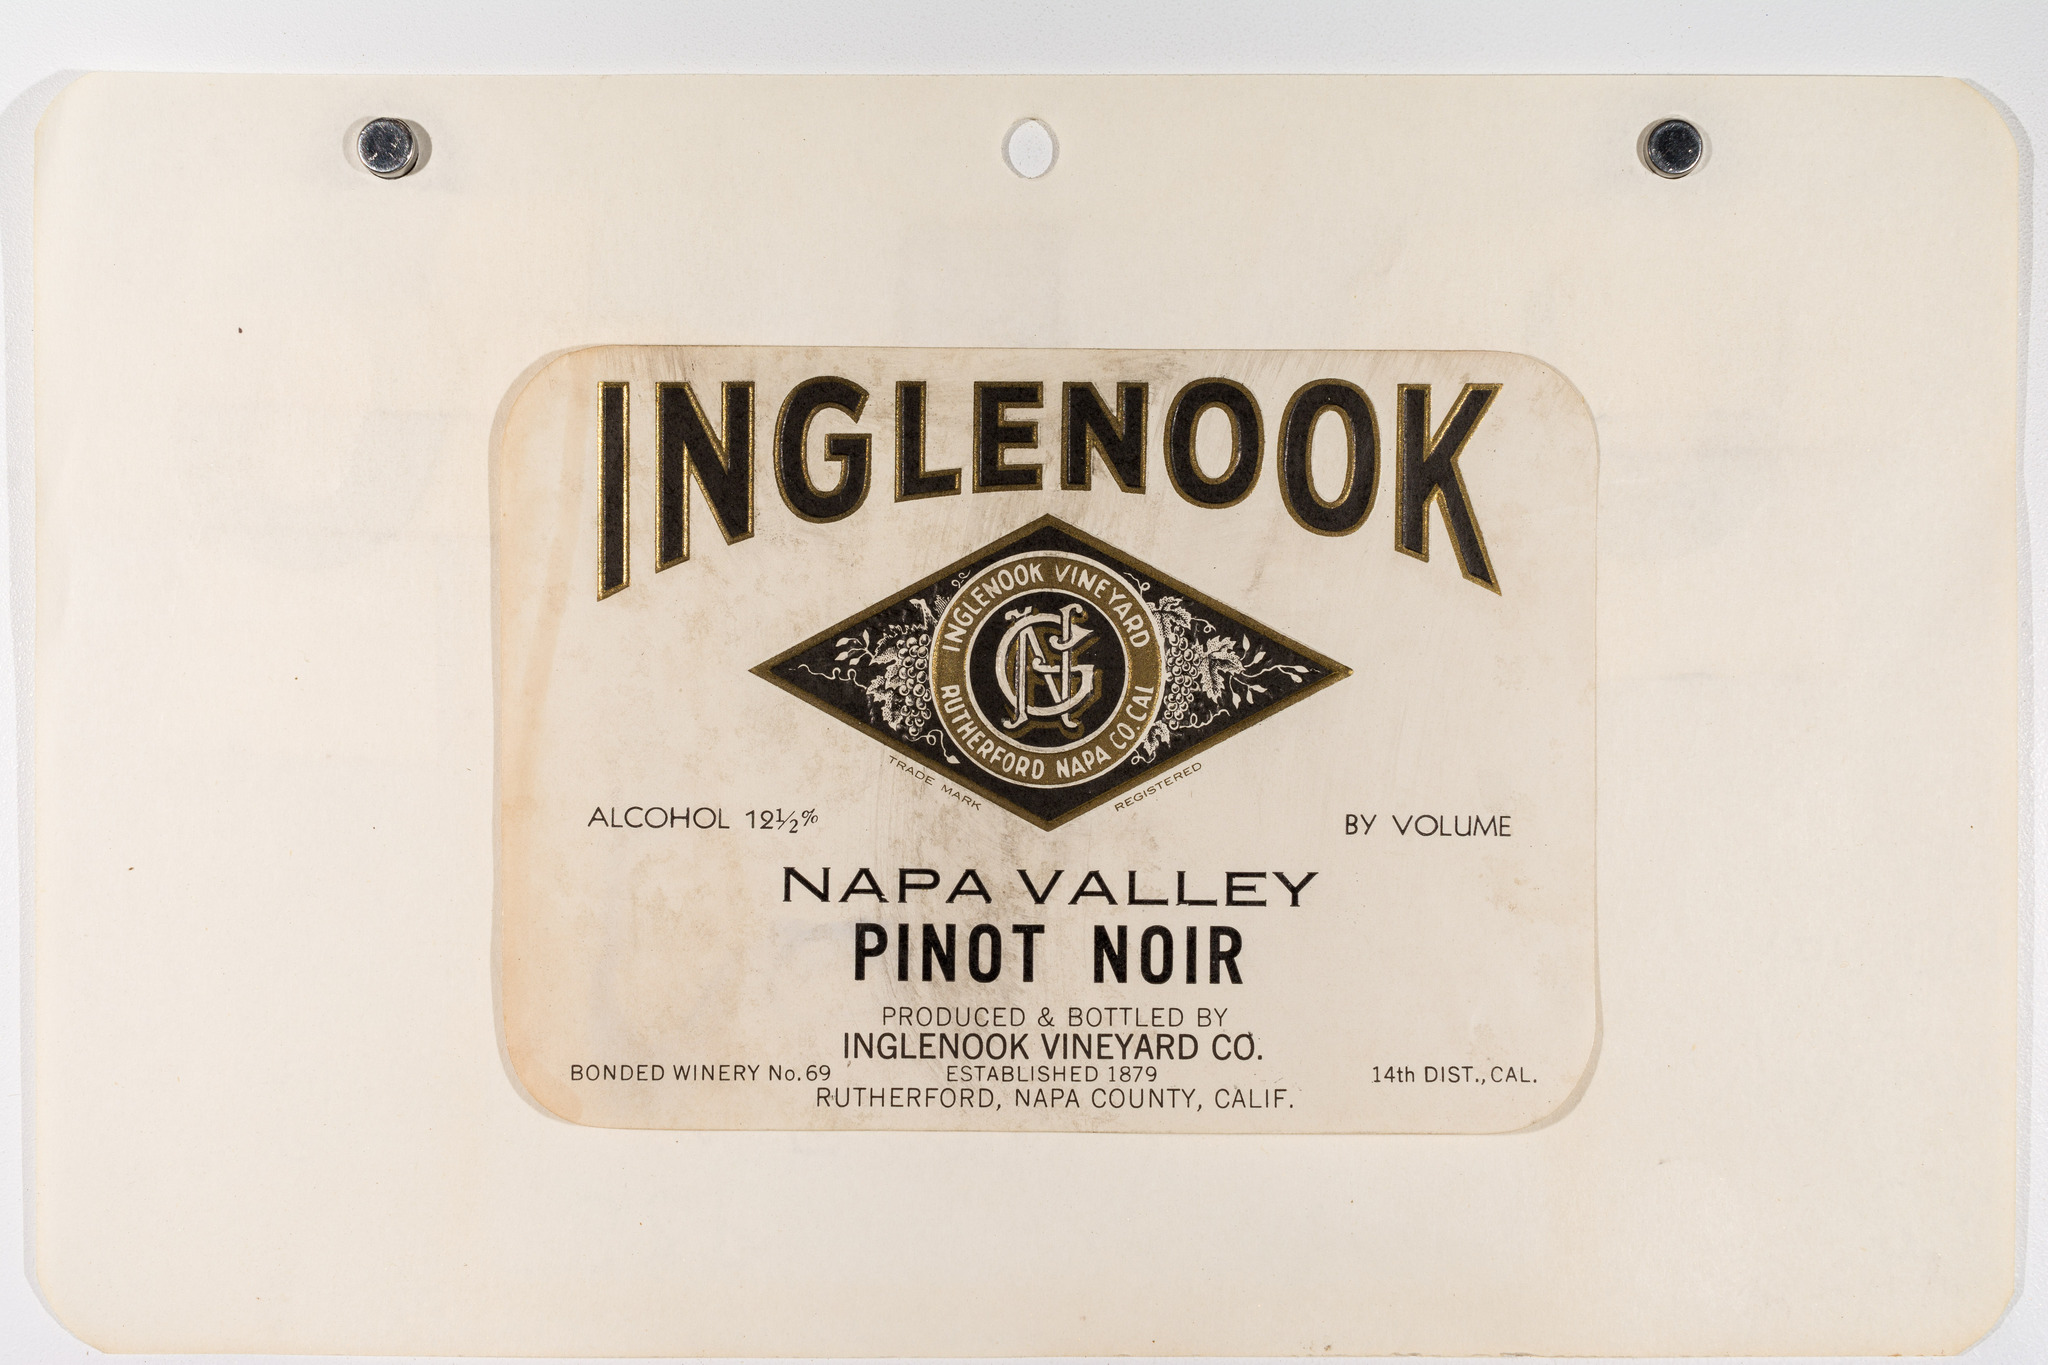 INGLENOOK
INGLENOOK VINEYARD
RUTHERFORD NAPA CO. CAL
TRADE MARK
REGISTERED
ALCOHOL 12½%
BY VOLUME
NAPA VALLEY
PINOT NOIR
PRODUCED & BOTTLED BY
INGLENOOK VINEYARD CO.
BONDED WINERY No. 69
ESTABLISHED 1879
14th DIST., CAL.
RUTHERFORD, NAPA COUNTY, CALIF.